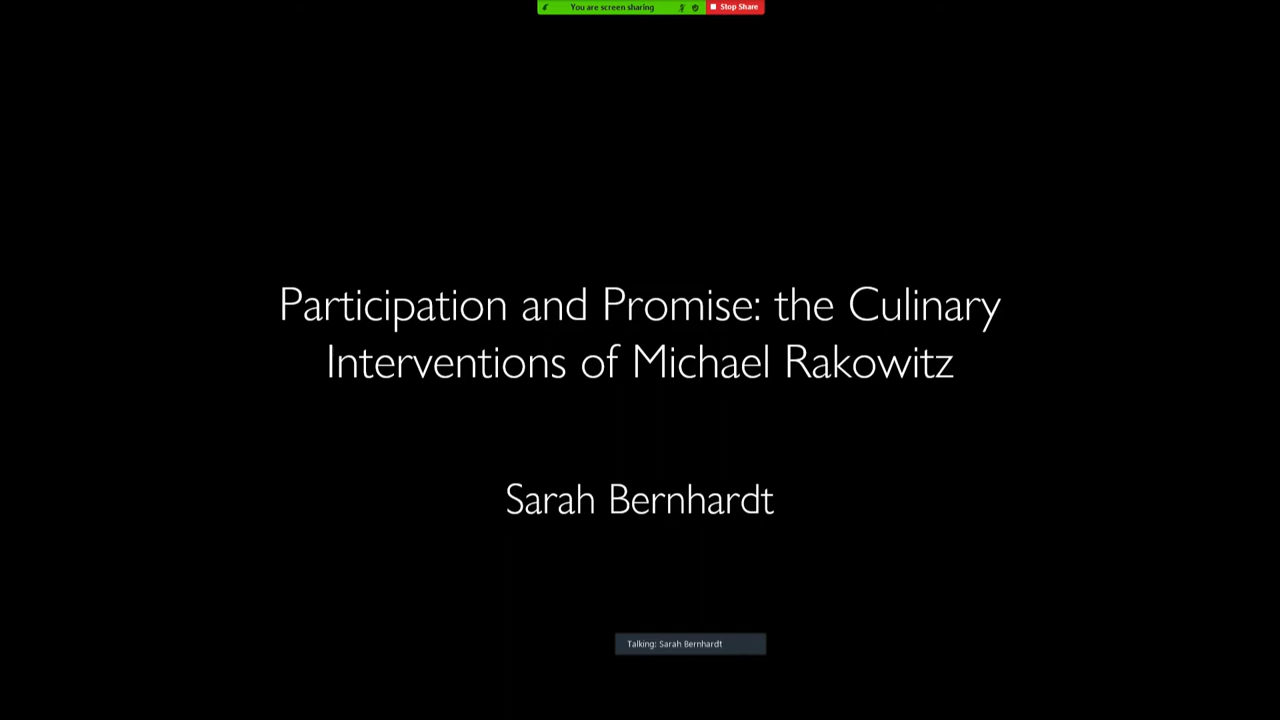 You are screen sharing
Stop Share
Participation and Promise: the Culinary
Interventions of Michael Rakowitz
Sarah Bernhardt
Talking: Sarah Bernhardt